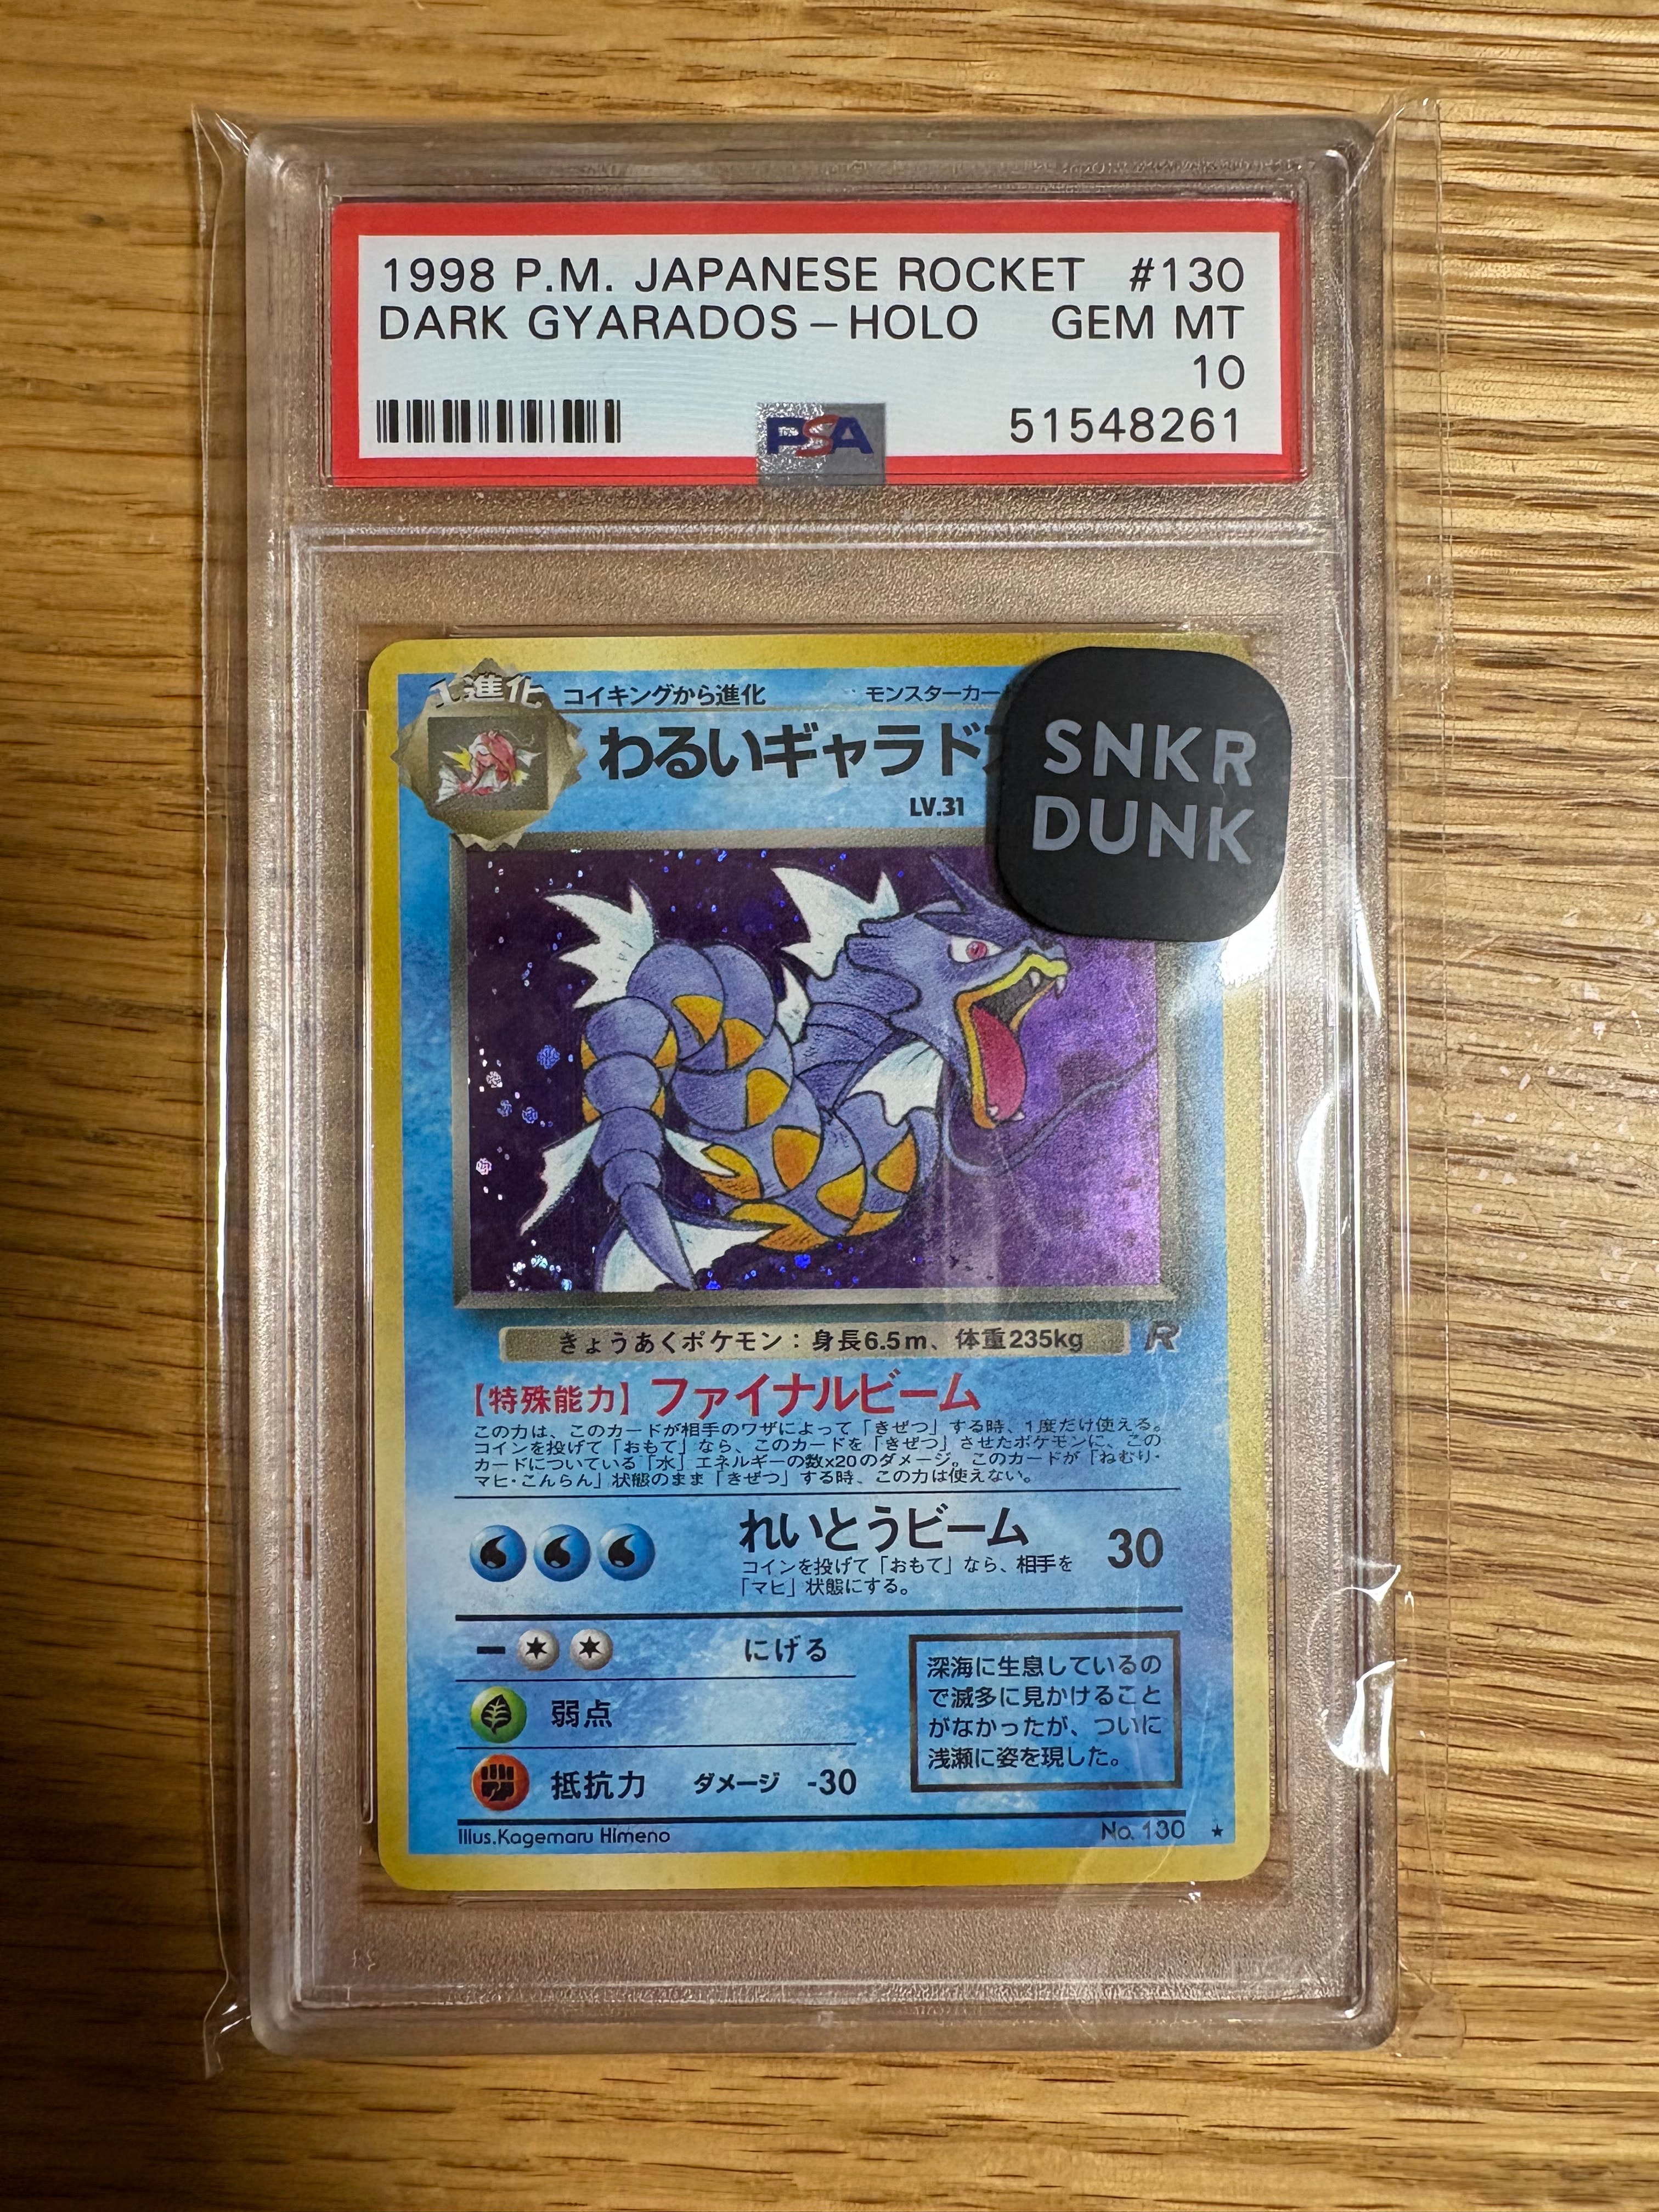 1998 P.M. JAPANESE ROCKET #130
DARK GYARADOS – HOLO GEM MT
10
PSA 51548261
1進化 コイキングから進化 モンスターカー
わるいギャラド
LV.31
SNKR
DUNK
きょうあくポケモン：身長6.5m、体重235kg R
【特殊能力】ファイナルビーム
この力は、このカードが相手のワザによって「きぜつ」する時、1度だけ使える。
コインを投げて「おもて」なら、このカードを「きぜつ」させたポケモンに、この
カードについている「水」エネルギーの数x20のダメージ。このカードが「ねむり・
マヒ・こんらん」状態のまま「きぜつ」する時、この力は使えない。
れいとうビーム 30
コインを投げて「おもて」なら、相手を
「マヒ」状態にする。
にげる
弱点
抵抗力 ダメージ -30
深海に生息しているの
で滅多に見かけること
がなかったが、ついに
浅瀬に姿を現した。
Illus.Kagemaru Himeno No. 130 ★